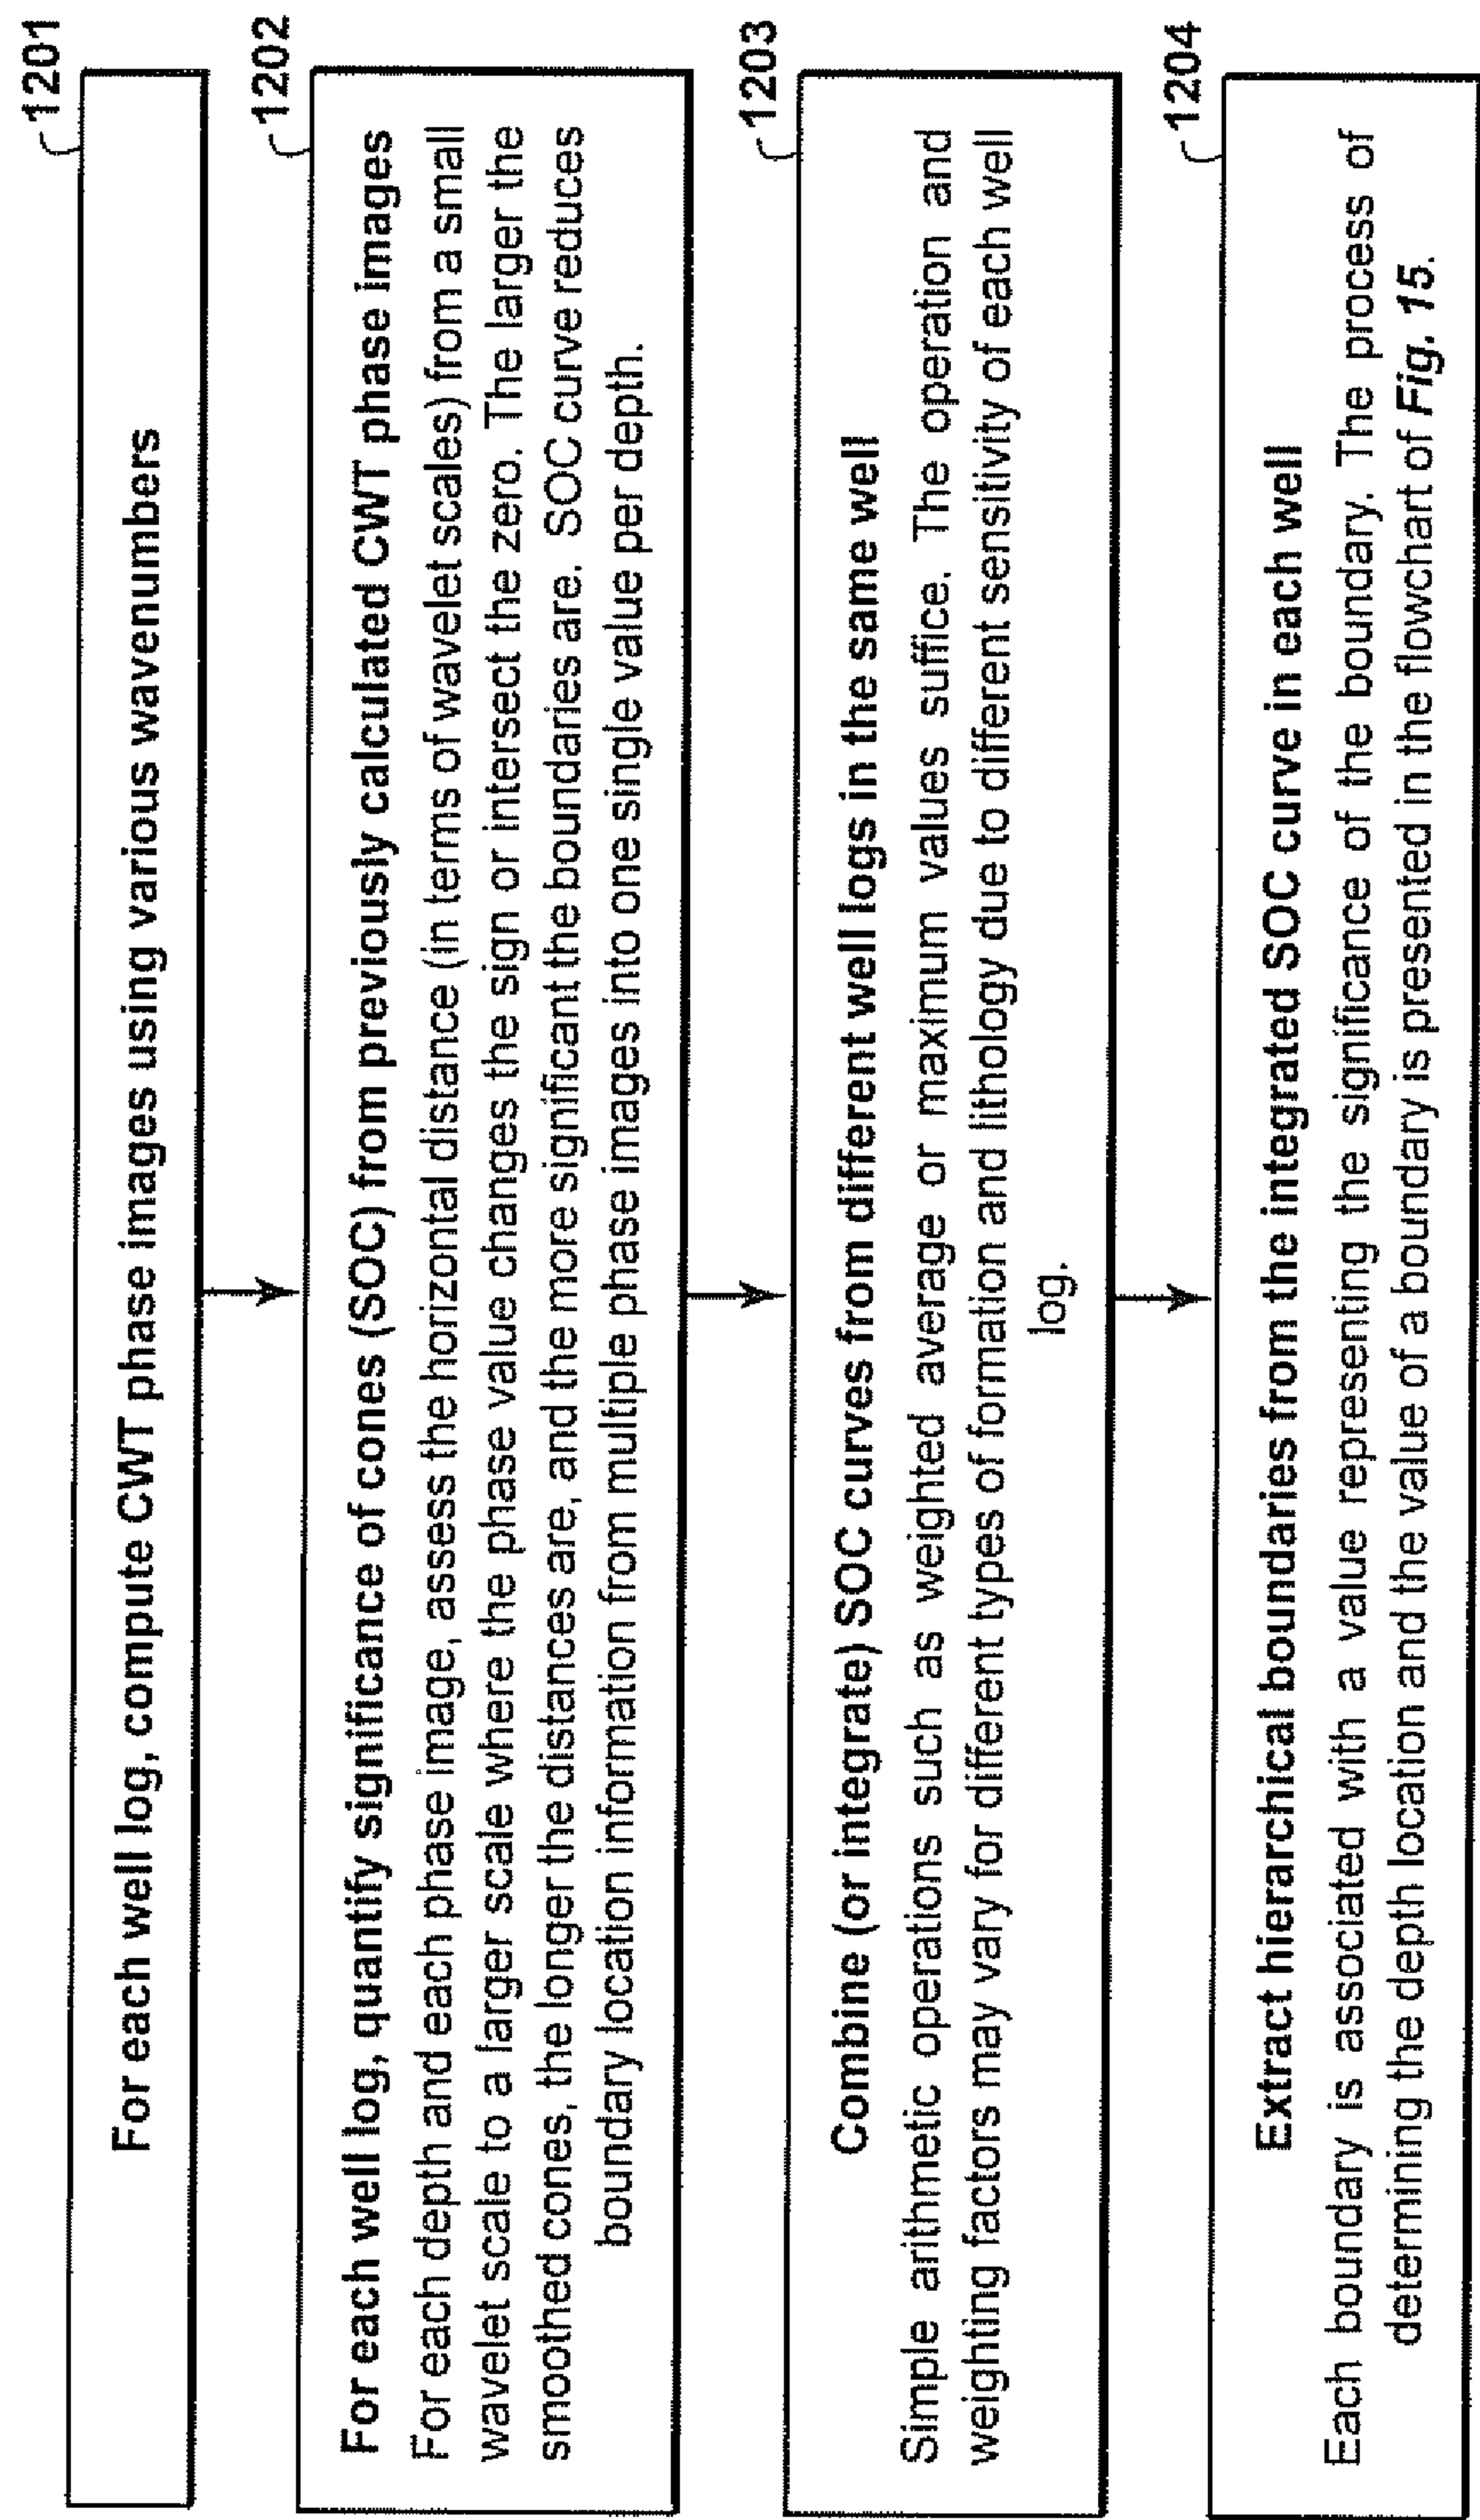 1201
For each well log, compute CWT phase images using various wavenumbers
1202
For each well log, quantify significance of cones (SOC) from previously calculated CWT phase images
For each depth and each phase image, assess the horizontal distance (in terms of wavelet scales) from a small
wavelet scale to a larger scale where the phase value changes the sign or intersect the zero. The larger the
smoothed cones, the longer the distances are, and the more significant the boundaries are. SOC curve reduces
boundary location information from multiple phase images into one single value per depth.
1203
Combine (or integrate) SOC curves from different well logs in the same well
Simple arithmetic operations such as weighted average or maximum values suffice. The operation and
weighting factors may vary for different types of formation and lithology due to different sensitivity of each well
log.
1204
Extract hierarchical boundaries from the integrated SOC curve in each well
Each boundary is associated with a value representing the significance of the boundary. The process of
determining the depth location and the value of a boundary is presented in the flowchart of Fig. 15.